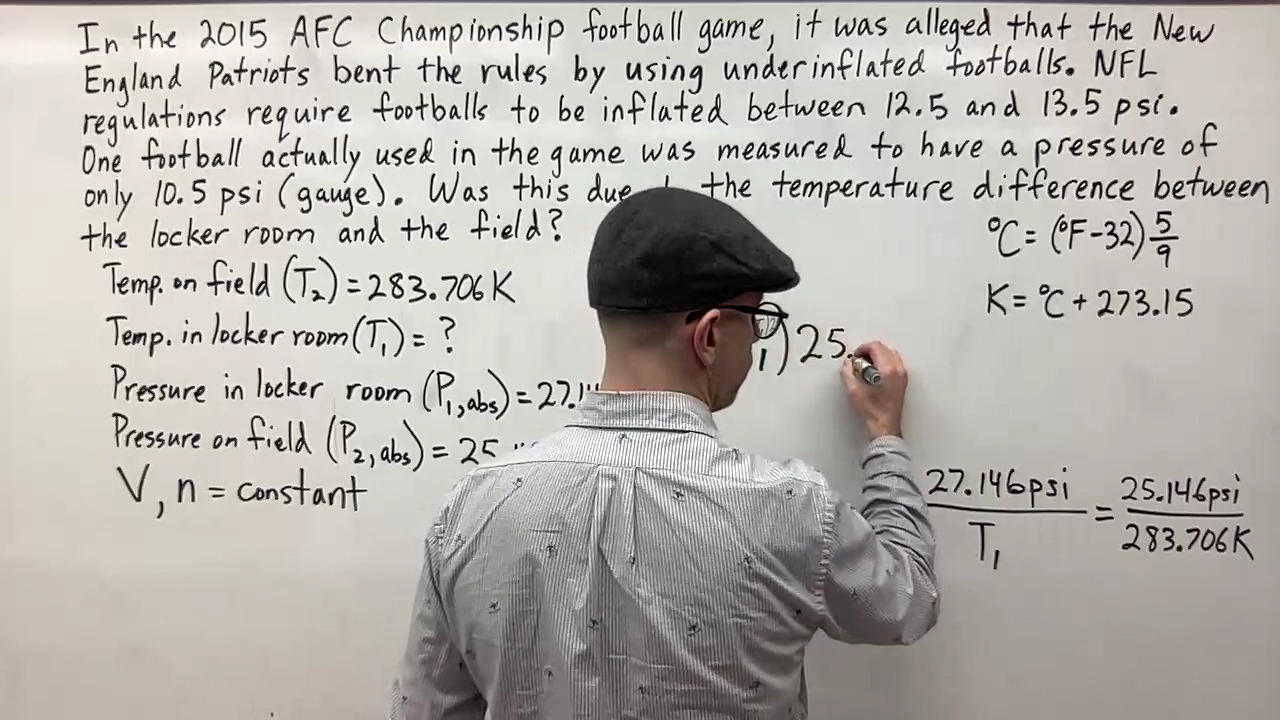 In the 2015 AFC Championship football game, it was alleged that the New
England Patriots bent the rules by using underinflated footballs. NFL
regulations require footballs to be inflated between 12.5 and 13.5 psi.
One football actually used in the game was measured to have a pressure of
only 10.5 psi (gauge). Was this due the temperature difference between
the locker room and the field?
°C = (°F-32) 5/9
Temp. on field (T₂) = 283.706 K
K = °C + 273.15
Temp. in locker room (T₁) = ?
₁) 25.
Pressure in locker room (P₁,abs) = 27.1
Pressure on field (P₂,abs) = 25
V, n = constant
27.146psi / T₁ = 25.146psi / 283.706K